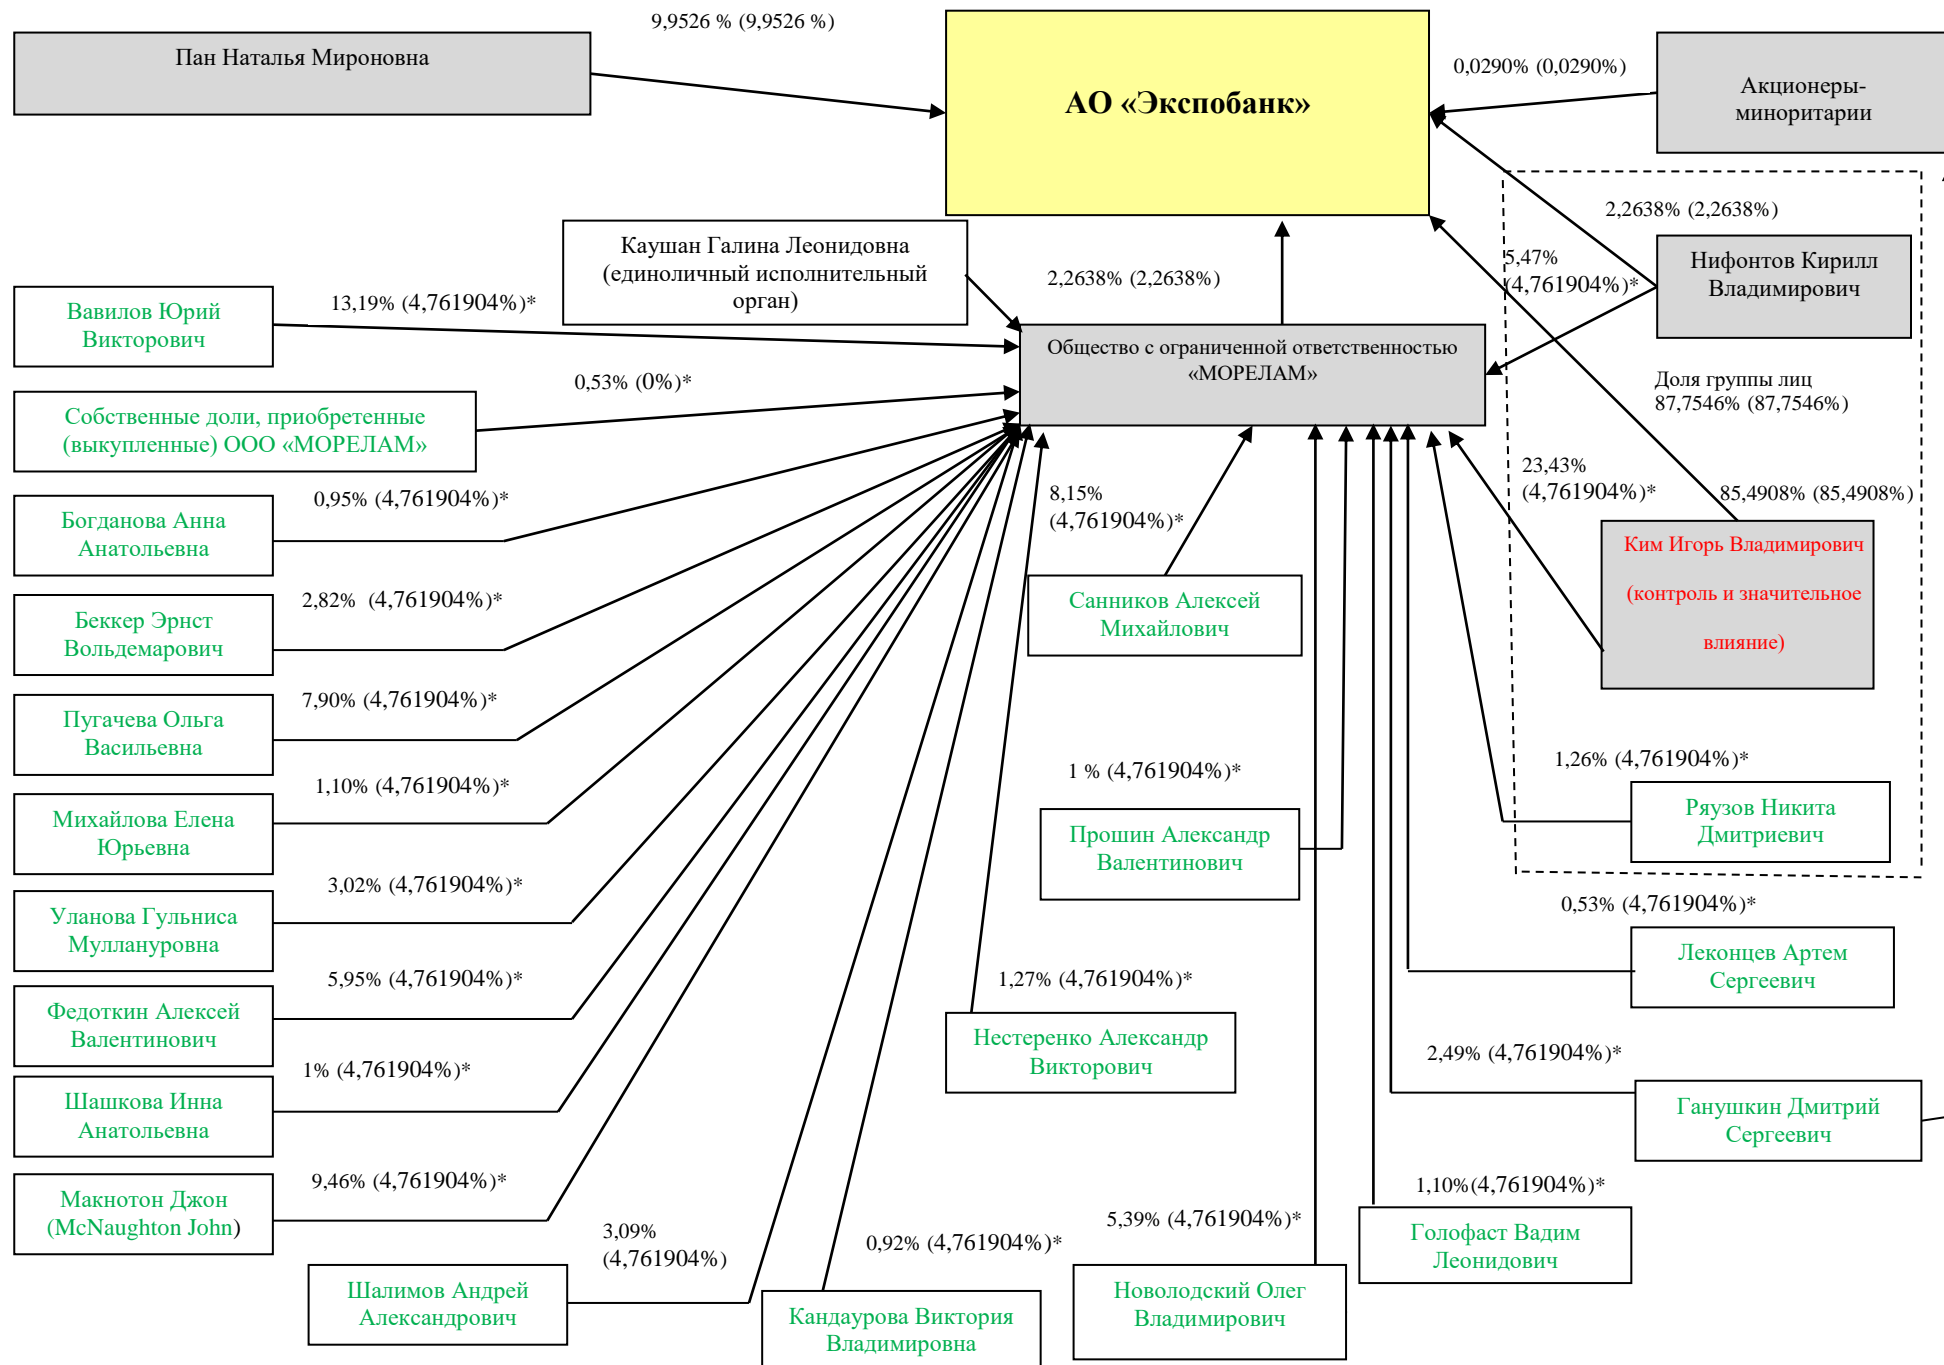 9,9526 % (9,9526 %)
Пан Наталья Мироновна
АО «Экспобанк»
0,0290% (0,0290%)
Акционеры-
миноритарии
2,2638% (2,2638%)
Нифонтов Кирилл
Владимирович
5,47%
(4,761904%)*
Каушан Галина Леонидовна
(единоличный исполнительный
орган)
2,2638% (2,2638%)
Вавилов Юрий
Викторович
13,19% (4,761904%)*
Общество с ограниченной ответственностью
«МОРЕЛАМ»
0,53% (0%)*
Собственные доли, приобретенные
(выкупленные) ООО «МОРЕЛАМ»
Доля группы лиц
87,7546% (87,7546%)
23,43%
(4,761904%)*
85,4908% (85,4908%)
Ким Игорь Владимирович
(контроль и значительное
влияние)
0,95% (4,761904%)*
Богданова Анна
Анатольевна
8,15%
(4,761904%)*
Санников Алексей
Михайлович
2,82% (4,761904%)*
Беккер Эрнст
Вольдемарович
7,90% (4,761904%)*
Пугачева Ольга
Васильевна
1,10% (4,761904%)*
Михайлова Елена
Юрьевна
1 % (4,761904%)*
Прошин Александр
Валентинович
1,26% (4,761904%)*
Ряузов Никита
Дмитриевич
3,02% (4,761904%)*
Уланова Гульниса
Муллануровна
0,53% (4,761904%)*
Леконцев Артем
Сергеевич
5,95% (4,761904%)*
Федоткин Алексей
Валентинович
1,27% (4,761904%)*
Нестеренко Александр
Викторович
1% (4,761904%)*
Шашкова Инна
Анатольевна
2,49% (4,761904%)*
Ганушкин Дмитрий
Сергеевич
9,46% (4,761904%)*
Макнотон Джон
(McNaughton John)
1,10%(4,761904%)*
Голофаст Вадим
Леонидович
3,09%
(4,761904%)
Шалимов Андрей
Александрович
0,92% (4,761904%)*
Кандаурова Виктория
Владимировна
5,39% (4,761904%)*
Новолодский Олег
Владимирович